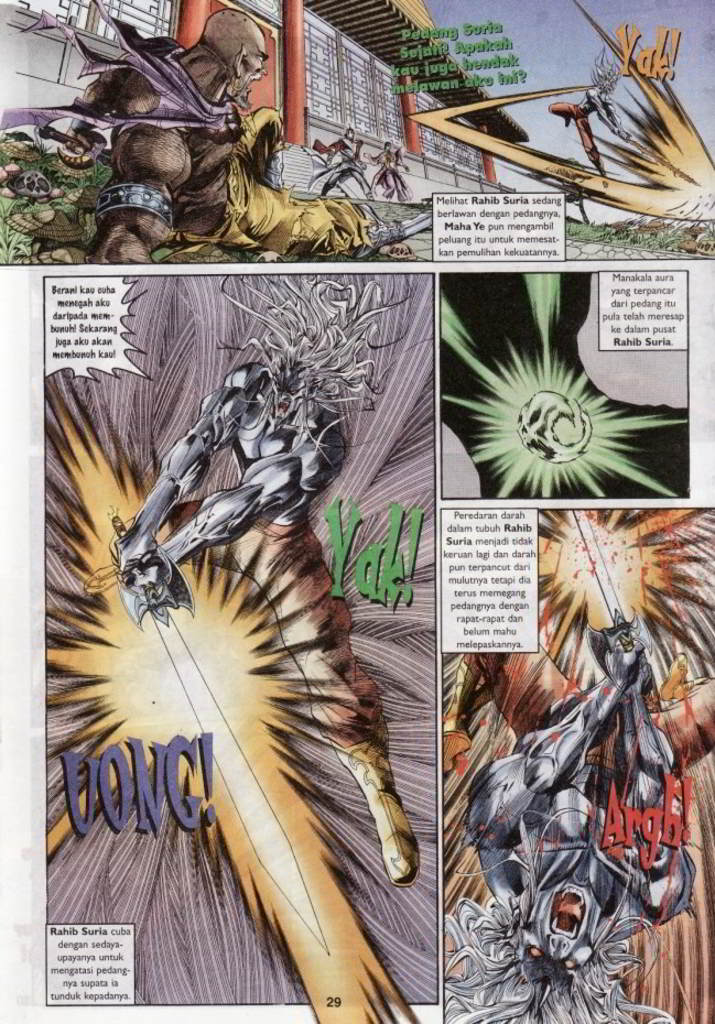 Pedang Suria
Sejati! Apakah
kau juga hendak
melawan aku ini?
Yak!
Melihat Rahib Suria sedang
berlawan dengan pedangnya,
Maha Ye pun mengambil
peluang itu untuk memesat-
kan pemulihan kekuatannya.
Berani kau cuba
menegah aku
daripada mem-
bunuh! Sekarang
juga aku akan
membunuh kau!
Yak!
UONG!
Rahib Suria cuba
dengan sedaya-
upayanya untuk
mengatasi pedang-
nya supata ia
tunduk kepadanya.
Manakala aura
yang terpancar
dari pedang itu
pula telah meresap
ke dalam pusat
Rahib Suria.
Peredaran darah
dalam tubuh Rahib
Suria menjadi tidak
keruan lagi dan darah
pun terpancut dari
mulutnya tetapi dia
terus memegang
pedangnya dengan
rapat-rapat dan
belum mahu
melepaskannya.
Argh!
29